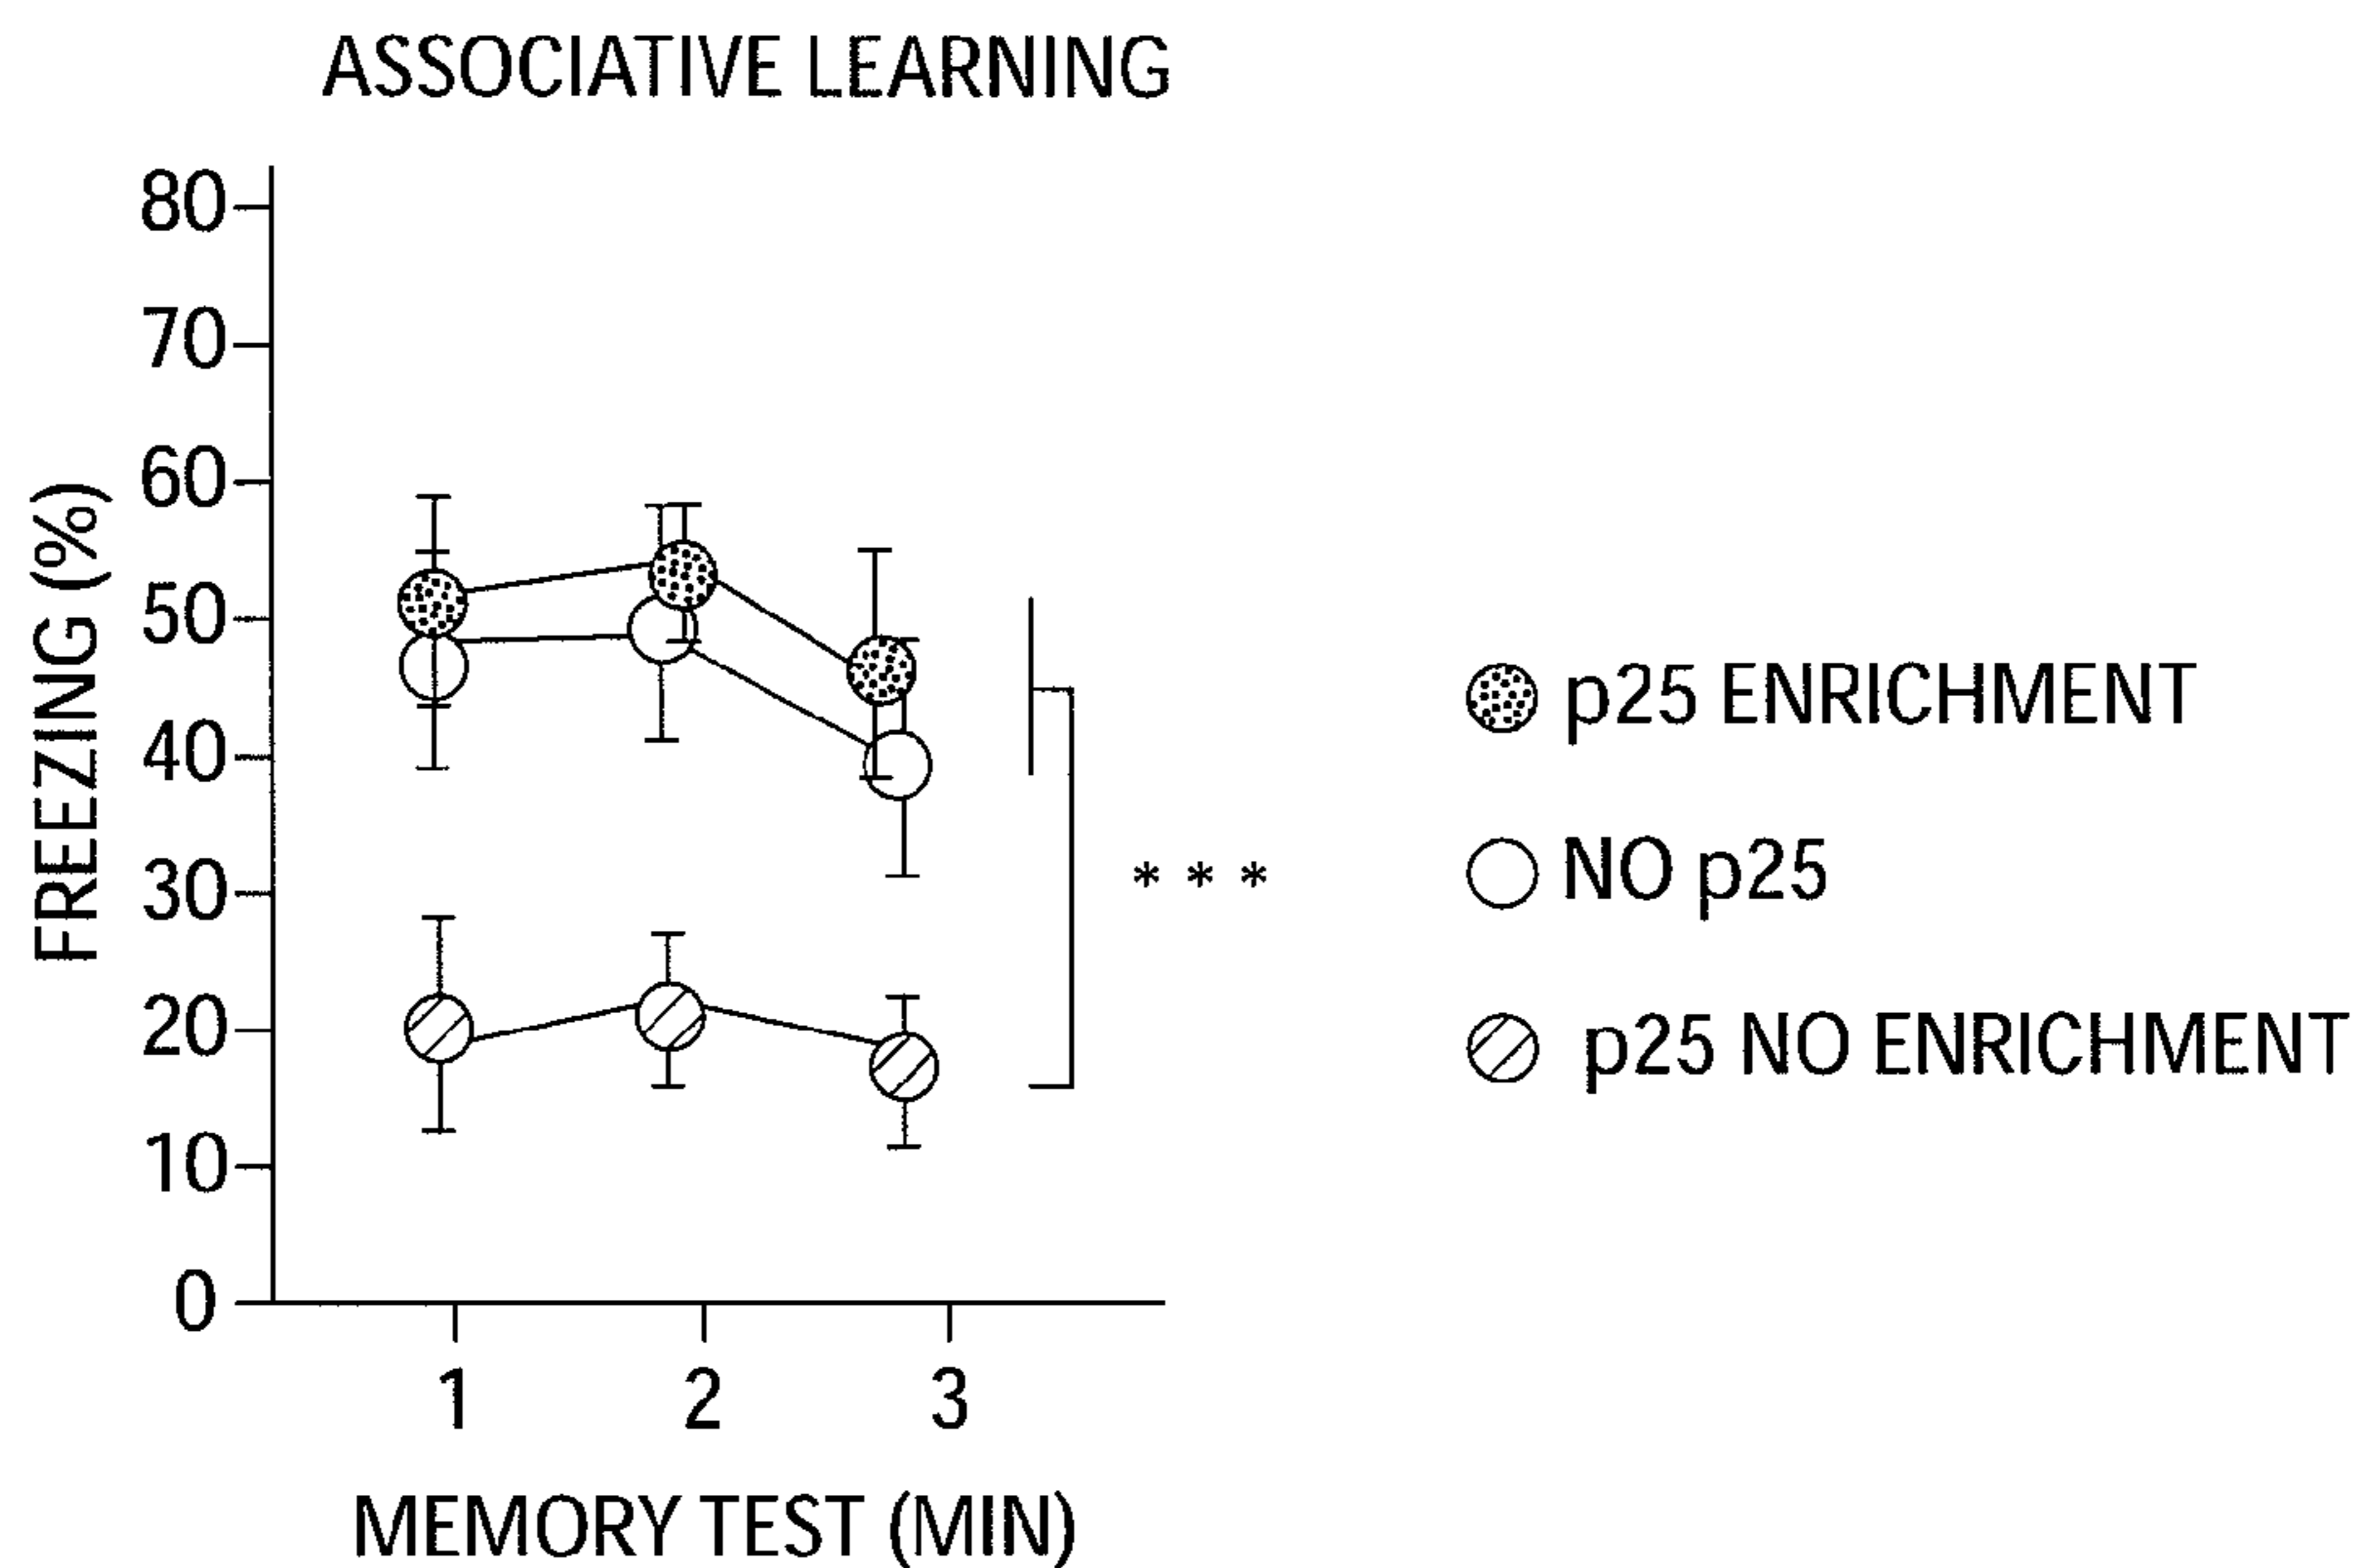 ASSOCIATIVE LEARNING
FREEZING (%)
80
70
60
50
40
30
20
10
0
1 2 3
MEMORY TEST (MIN)
* * *
p25 ENRICHMENT
NO p25
p25 NO ENRICHMENT